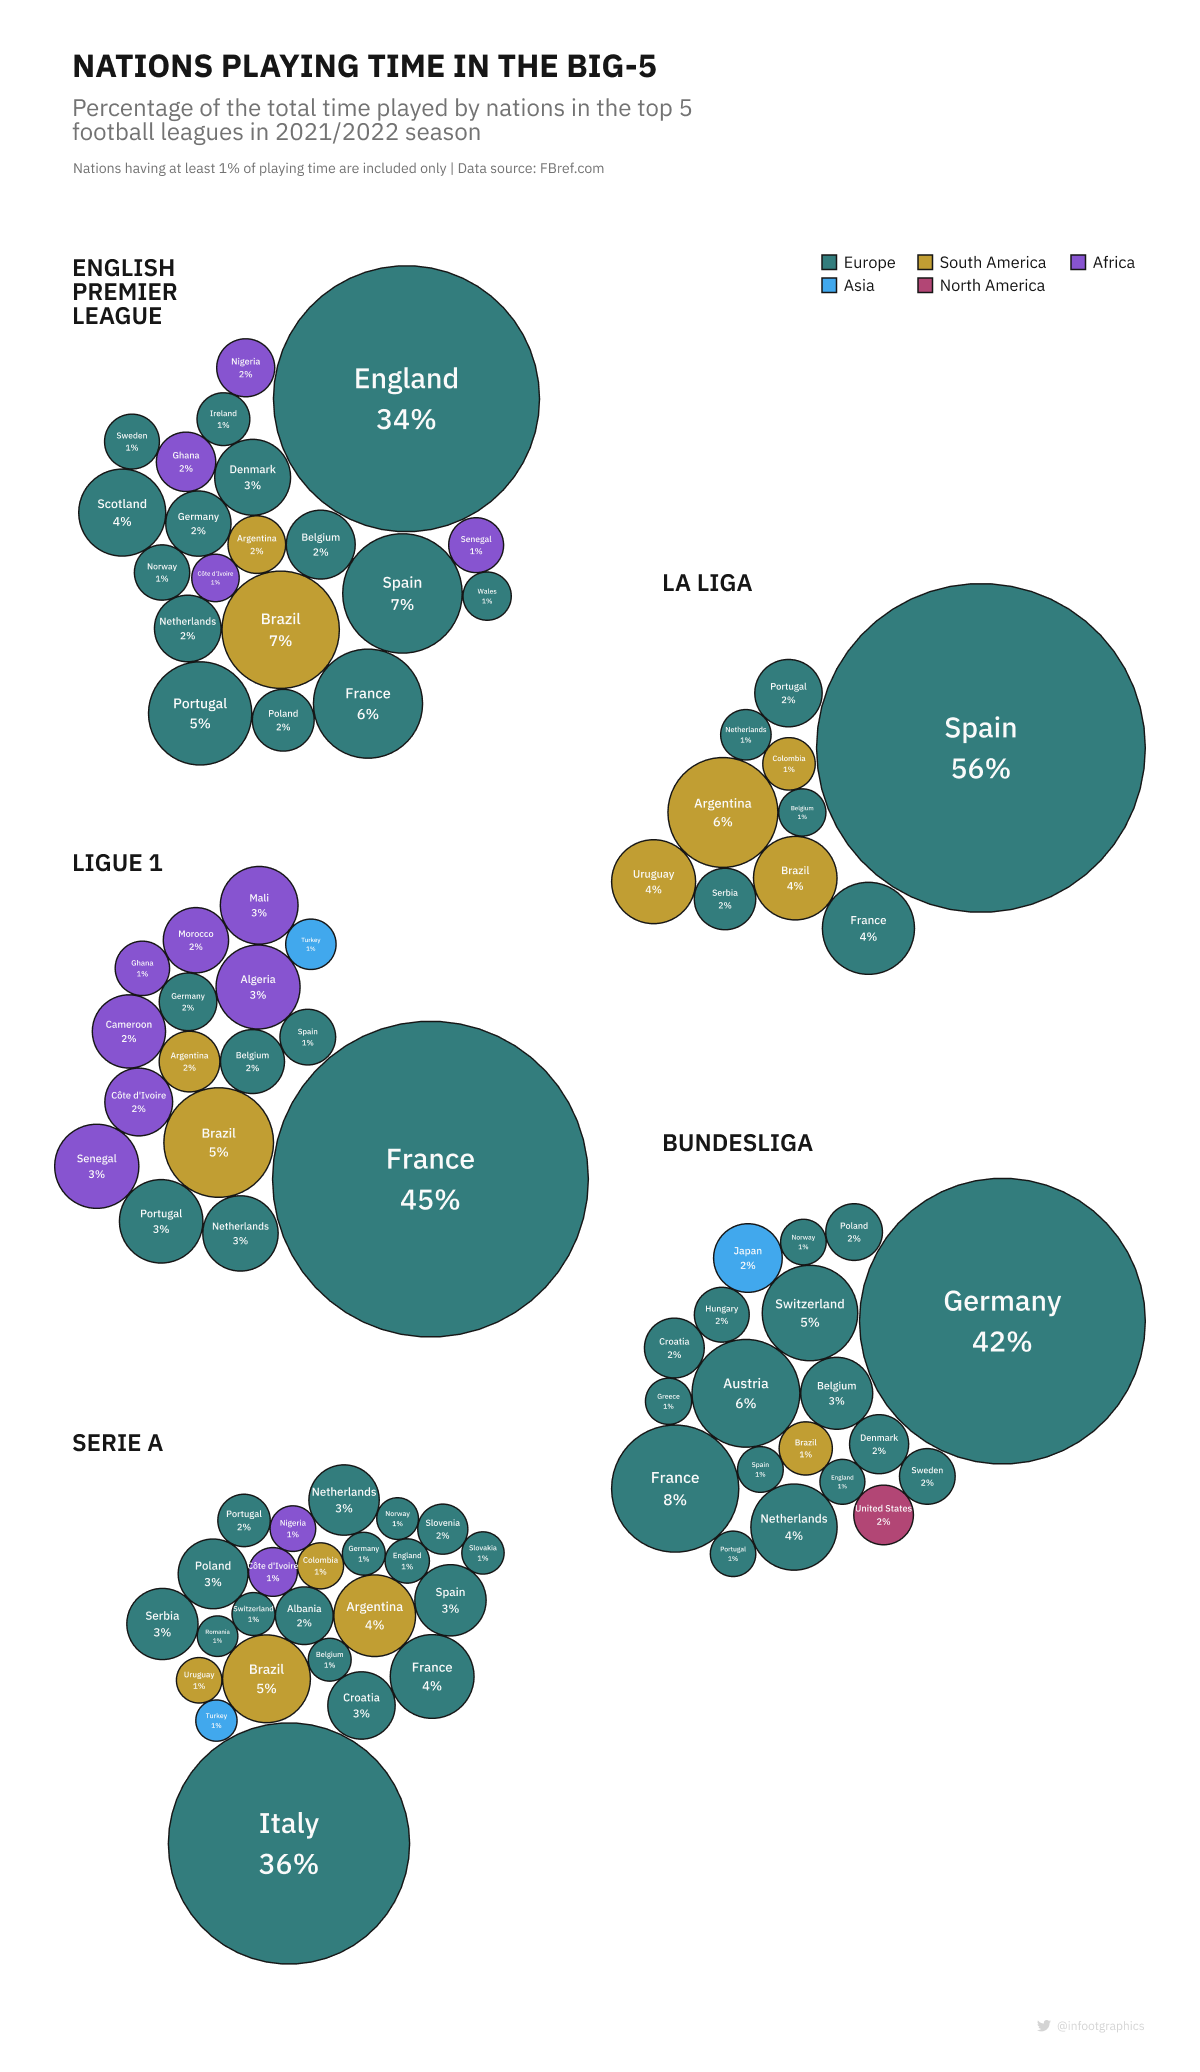 NATIONS PLAYING TIME IN THE BIG-5
Percentage of the total time played by nations in the top 5
football leagues in 2021/2022 season
Nations having at least 1% of playing time are included only | Data source: FBref.com
Europe
South America
Africa
Asia
North America
ENGLISH
PREMIER
LEAGUE
England
34%
Nigeria
2%
Ireland
1%
Sweden
1%
Ghana
2%
Denmark
3%
Scotland
4%
Germany
2%
Argentina
2%
Belgium
2%
Senegal
1%
Norway
1%
Côte d'Ivoire
1%
Spain
7%
Wales
1%
Netherlands
2%
Brazil
7%
Portugal
5%
Poland
2%
France
6%
LA LIGA
Spain
56%
Portugal
2%
Netherlands
1%
Colombia
1%
Argentina
6%
Belgium
1%
Uruguay
4%
Serbia
2%
Brazil
4%
France
4%
LIGUE 1
Mali
3%
Morocco
2%
Turkey
1%
Ghana
1%
Algeria
3%
Germany
2%
Cameroon
2%
Spain
1%
Argentina
2%
Belgium
2%
Côte d'Ivoire
2%
Brazil
5%
Senegal
3%
France
45%
Portugal
3%
Netherlands
3%
BUNDESLIGA
Germany
42%
Poland
2%
Norway
1%
Japan
2%
Switzerland
5%
Hungary
2%
Croatia
2%
Austria
6%
Belgium
3%
Greece
1%
Brazil
1%
Denmark
2%
Spain
1%
England
1%
Sweden
2%
France
8%
Netherlands
4%
United States
2%
Portugal
1%
SERIE A
Netherlands
3%
Portugal
2%
Nigeria
1%
Norway
1%
Slovenia
2%
Germany
1%
England
1%
Slovakia
1%
Poland
3%
Côte d'Ivoire
1%
Colombia
1%
Spain
3%
Serbia
3%
Switzerland
1%
Albania
2%
Argentina
4%
Romania
1%
Belgium
1%
Uruguay
1%
Brazil
5%
France
4%
Croatia
3%
Turkey
1%
Italy
36%
@infootgraphics